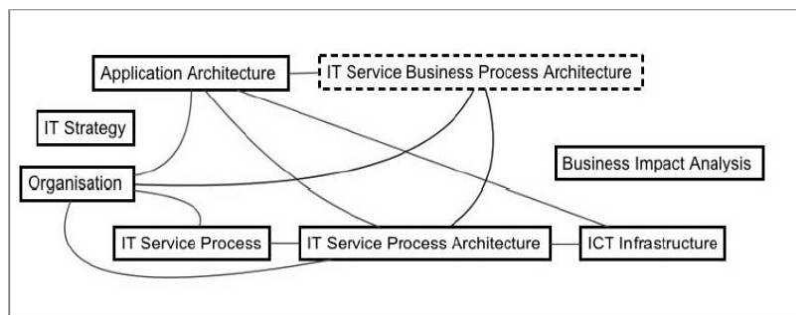 Application Architecture
IT Service Business Process Architecture
IT Strategy
Business Impact Analysis
Organisation
IT Service Process
IT Service Process Architecture
ICT Infrastructure